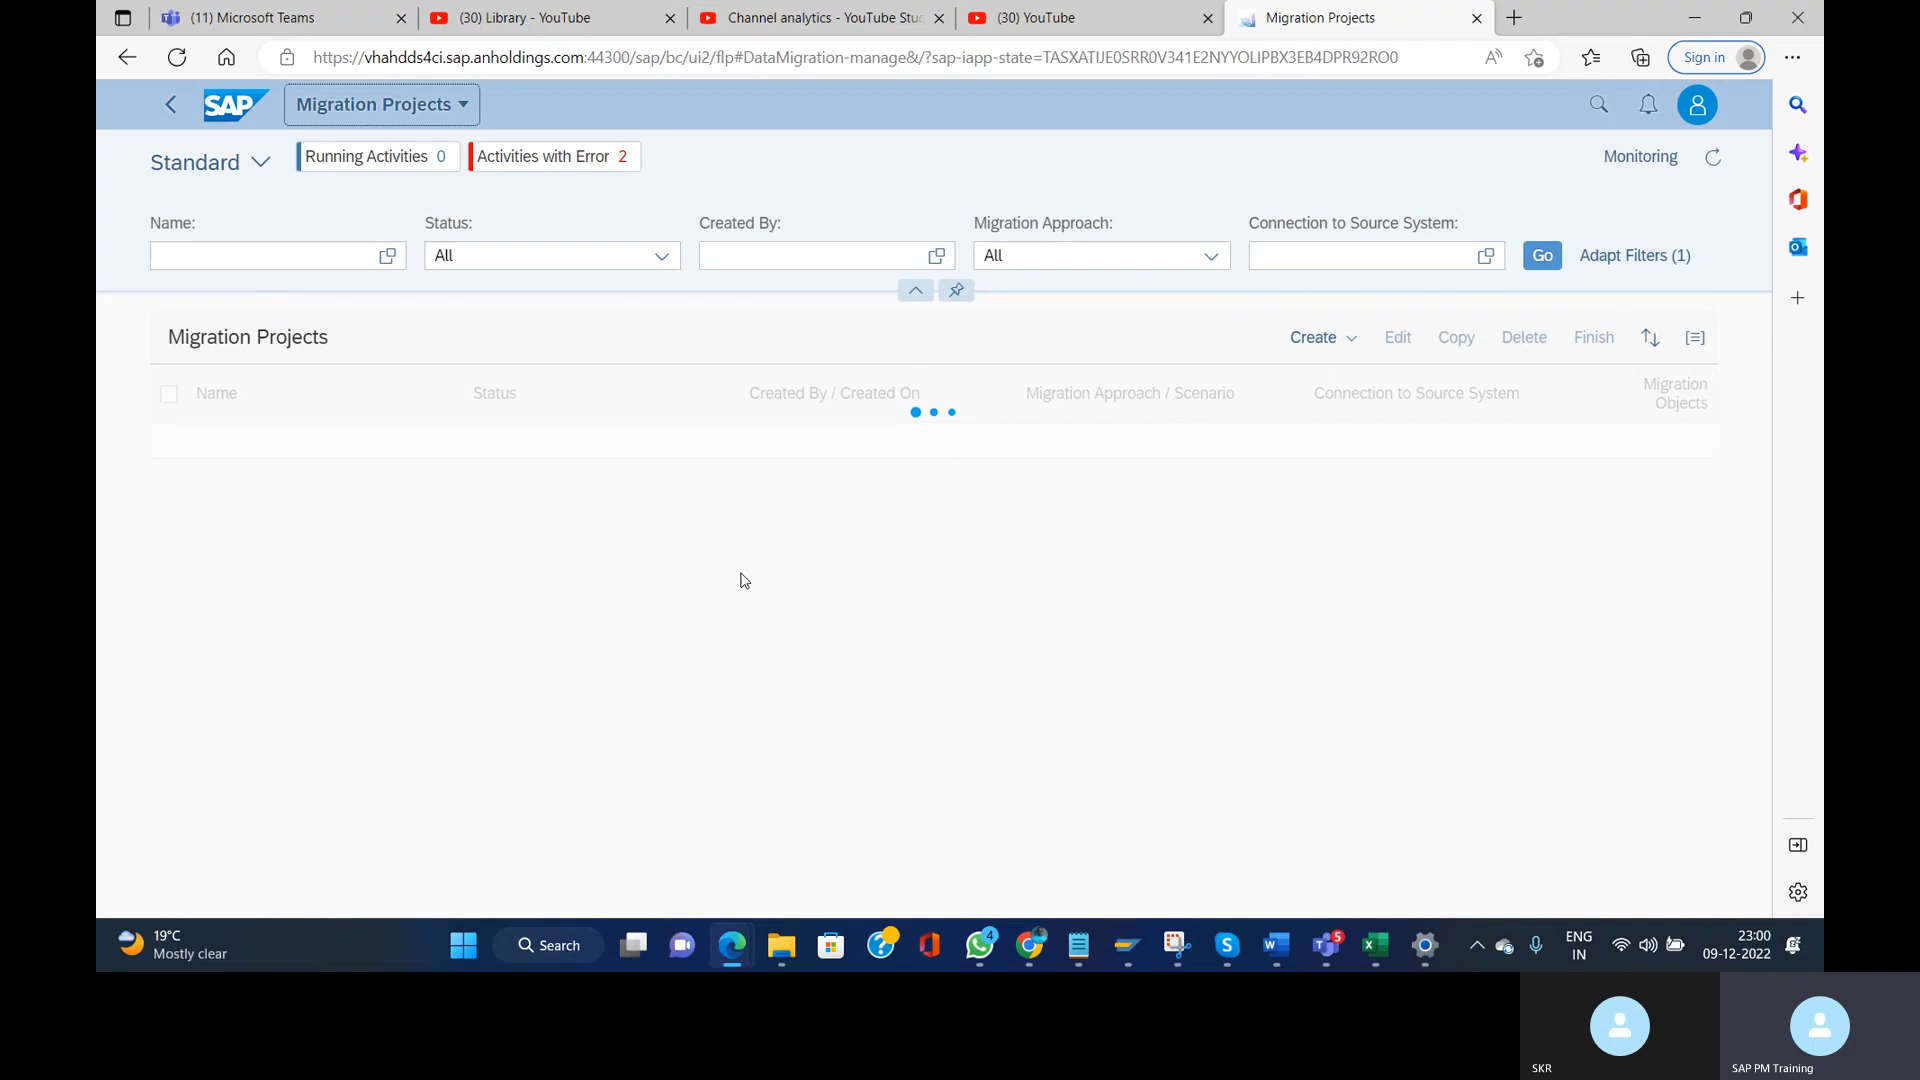 (11) Microsoft Teams
(30) Library - YouTube
Channel analytics - YouTube Stu
(30) YouTube
Migration Projects
https://vhahdds4ci.sap.anholdings.com:44300/sap/bc/ui2/flp#DataMigration-manage&/?sap-iapp-state=TASXATIJE0SRR0V341E2NYYOLIPBX3EB4DPR92RO0
Sign in
SAP
Migration Projects
Standard
Running Activities 0
Activities with Error 2
Monitoring
Name:
Status:
Created By:
Migration Approach:
Connection to Source System:
All
All
Go
Adapt Filters (1)
Migration Projects
Create
Edit
Copy
Delete
Finish
Name
Status
Created By / Created On
Migration Approach / Scenario
Connection to Source System
Migration
Objects
19°C
Mostly clear
Search
4
5
ENG
IN
23:00
09-12-2022
SKR
SAP PM Training